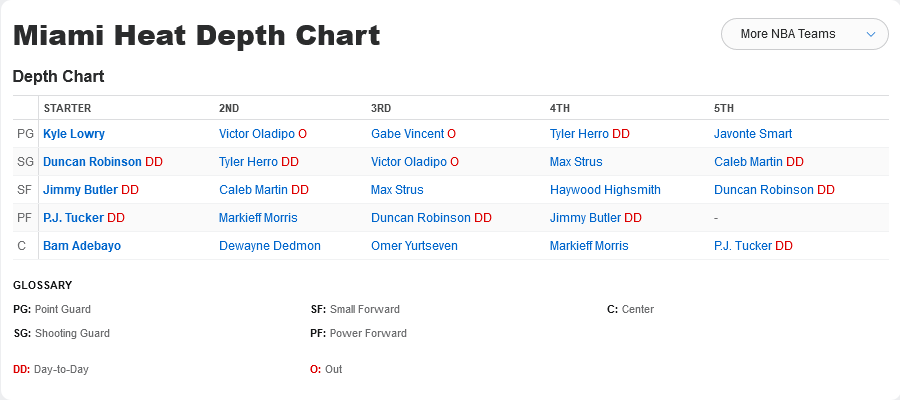 Miami Heat Depth Chart
More NBA Teams
Depth Chart
STARTER 2ND 3RD 4TH 5TH
PG Kyle Lowry Victor Oladipo O Gabe Vincent O Tyler Herro DD Javonte Smart
SG Duncan Robinson DD Tyler Herro DD Victor Oladipo O Max Strus Caleb Martin DD
SF Jimmy Butler DD Caleb Martin DD Max Strus Haywood Highsmith Duncan Robinson DD
PF P.J. Tucker DD Markieff Morris Duncan Robinson DD Jimmy Butler DD -
C Bam Adebayo Dewayne Dedmon Omer Yurtseven Markieff Morris P.J. Tucker DD
GLOSSARY
PG: Point Guard SF: Small Forward C: Center
SG: Shooting Guard PF: Power Forward
DD: Day-to-Day O: Out